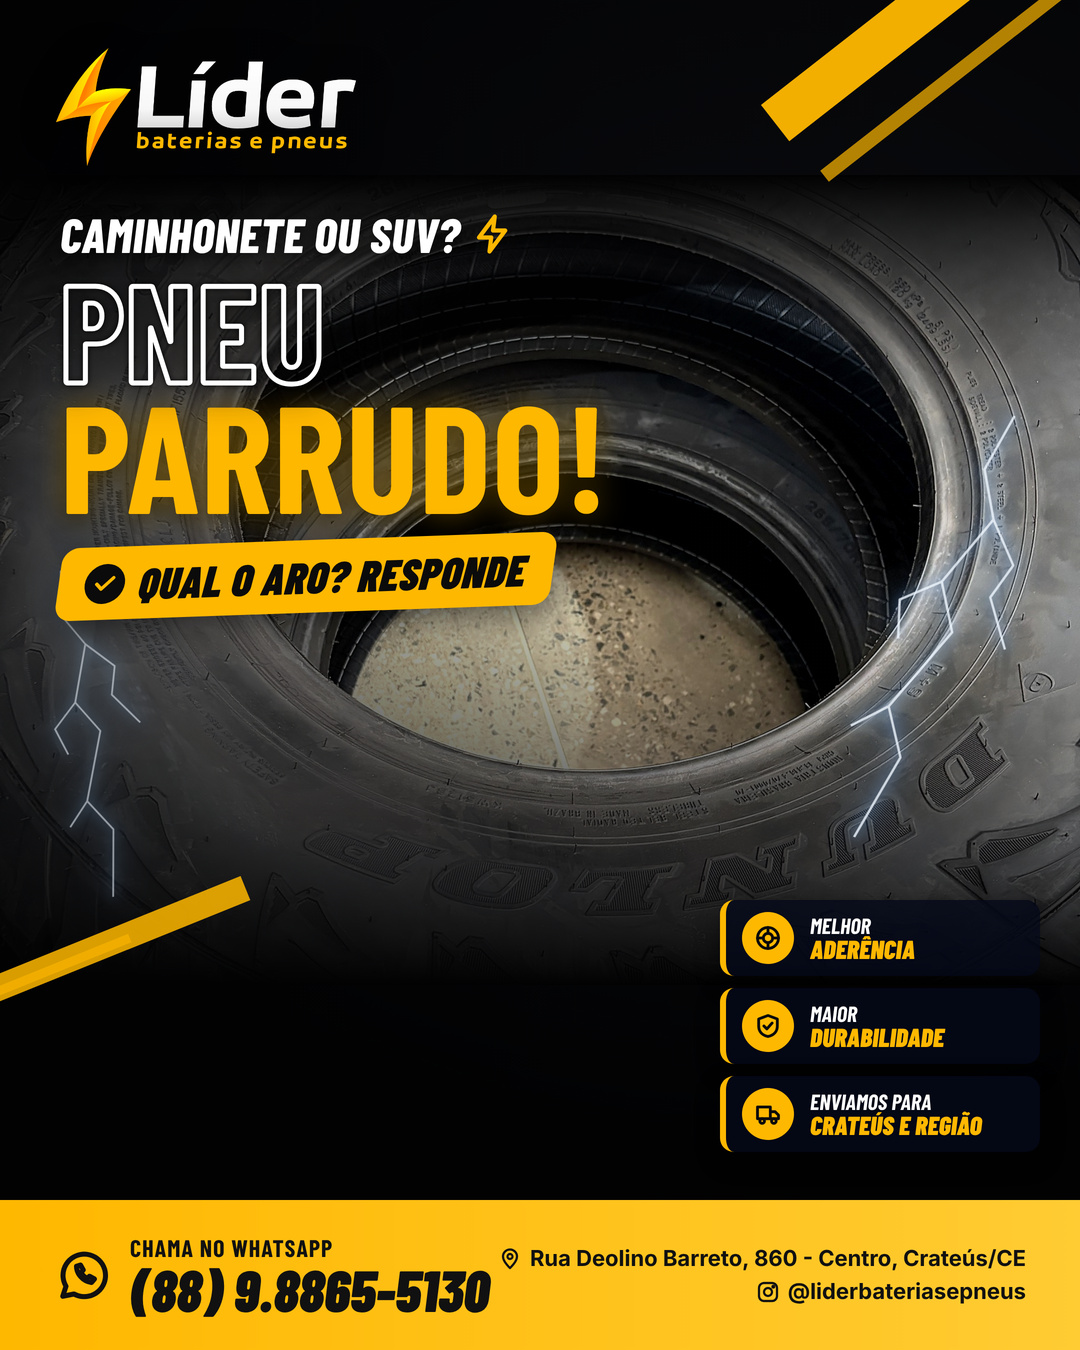 Líder
baterias e pneus
CAMINHONETE OU SUV?
PNEU
PARRUDO!
QUAL O ARO? RESPONDE
DUNLOP
MELHOR
ADERÊNCIA
MAIOR
DURABILIDADE
ENVIAMOS PARA
CRATEÚS E REGIÃO
CHAMA NO WHATSAPP
(88) 9.8865-5130
Rua Deolino Barreto, 860 - Centro, Crateús/CE
@liderbateriasepneus